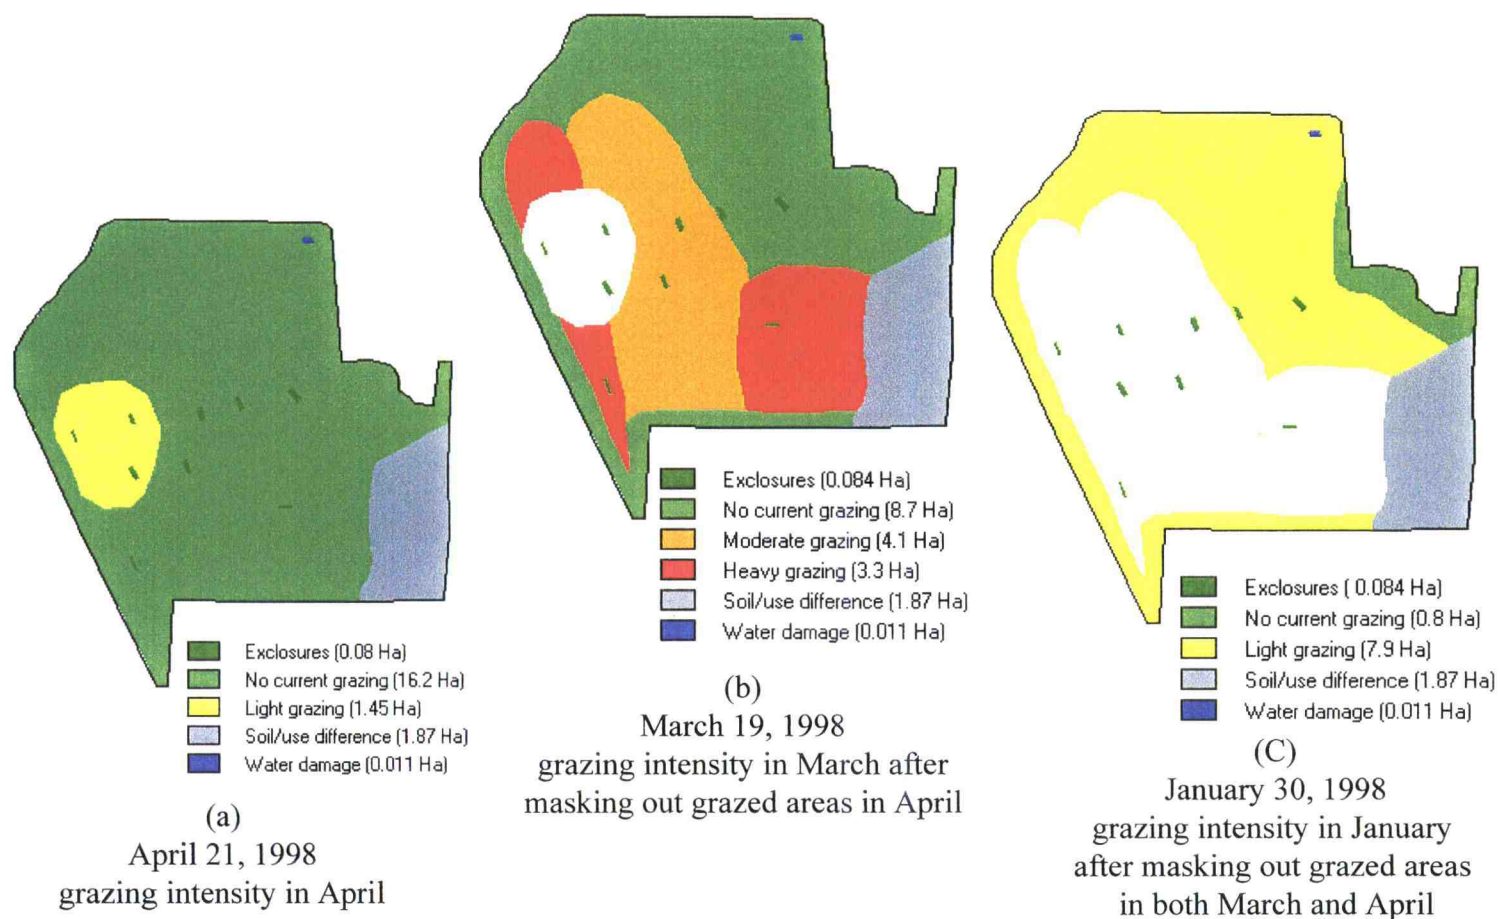 Exclosures (0.08 Ha)
No current grazing (16.2 Ha)
Light grazing (1.45 Ha)
Soil/use difference (1.87 Ha)
Water damage (0.011 Ha)
(a)
April 21, 1998
grazing intensity in April
Exclosures (0.084 Ha)
No current grazing (8.7 Ha)
Moderate grazing (4.1 Ha)
Heavy grazing (3.3 Ha)
Soil/use difference (1.87 Ha)
Water damage (0.011 Ha)
(b)
March 19, 1998
grazing intensity in March after
masking out grazed areas in April
Exclosures ( 0.084 Ha)
No current grazing (0.8 Ha)
Light grazing (7.9 Ha)
Soil/use difference (1.87 Ha)
Water damage (0.011 Ha)
(C)
January 30, 1998
grazing intensity in January
after masking out grazed areas
in both March and April